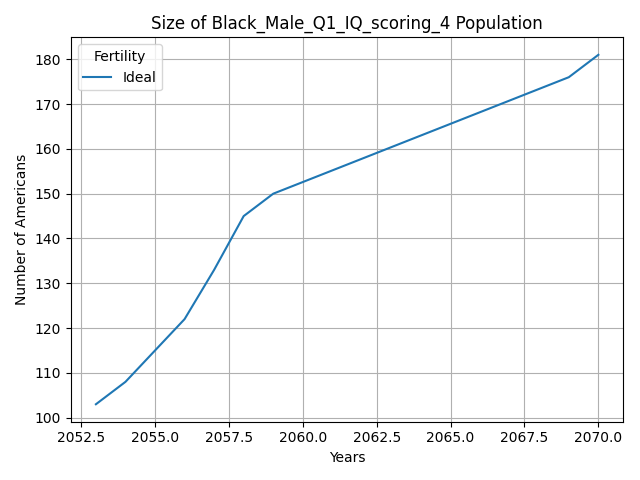 Size of Black_Male_Q1_IQ_scoring_4 Population
Fertility
Ideal
Number of Americans
180
170
160
150
140
130
120
110
100
2052.5 2055.0 2057.5 2060.0 2062.5 2065.0 2067.5 2070.0
Years